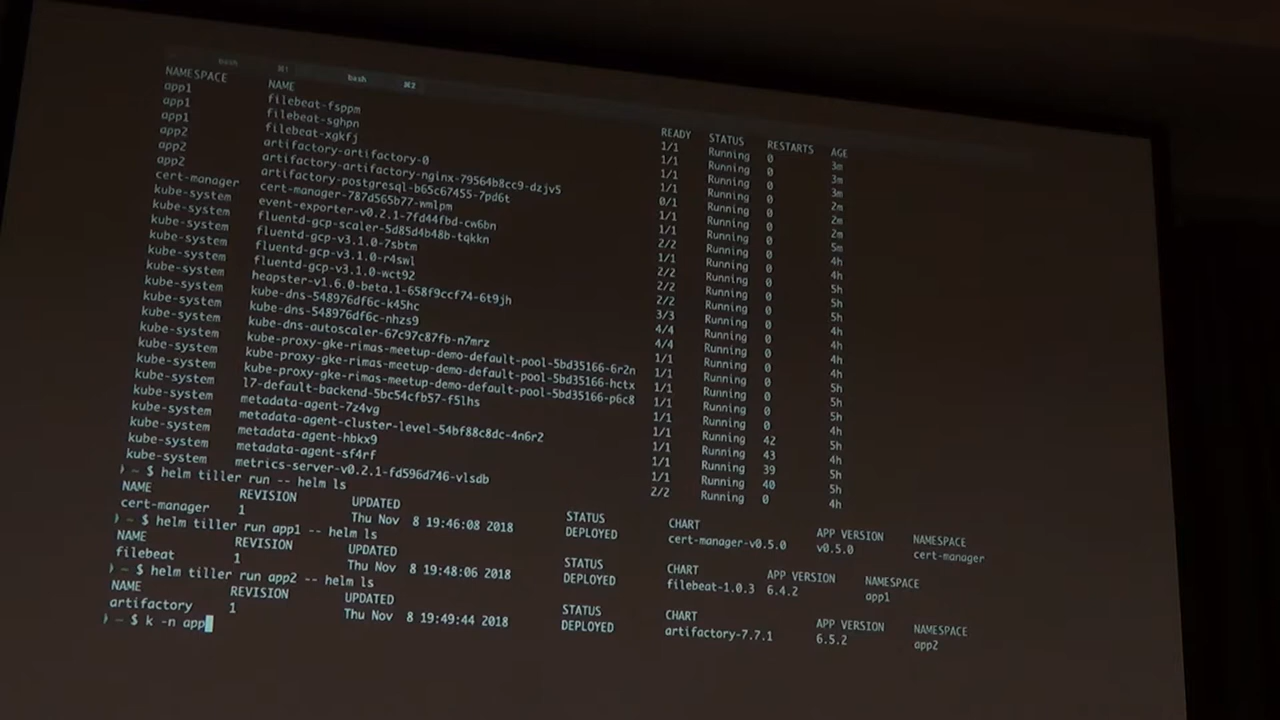 bash ⌘1 bash ⌘2
NAMESPACE NAME READY STATUS RESTARTS AGE
app1 filebeat-fsppm 1/1 Running 0 3m
app1 filebeat-sghpn 1/1 Running 0 3m
app1 filebeat-xgkfj 1/1 Running 0 3m
app2 artifactory-artifactory-0 1/1 Running 0 2m
app2 artifactory-artifactory-nginx-79564b8cc9-dzjv5 0/1 Running 0 2m
app2 artifactory-postgresql-b65c67455-7pd6t 1/1 Running 0 2m
cert-manager cert-manager-787d565b77-wmlpm 1/1 Running 0 5m
kube-system event-exporter-v0.2.1-7fd44fbd-cw6bn 2/2 Running 0 4h
kube-system fluentd-gcp-scaler-5d85d4b48b-tqkkn 1/1 Running 0 4h
kube-system fluentd-gcp-v3.1.0-7sbtm 2/2 Running 0 5h
kube-system fluentd-gcp-v3.1.0-r4swl 2/2 Running 0 5h
kube-system fluentd-gcp-v3.1.0-wct92 2/2 Running 0 5h
kube-system heapster-v1.6.0-beta.1-658f9ccf74-6t9jh 3/3 Running 0 4h
kube-system kube-dns-548976df6c-k45hc 4/4 Running 0 4h
kube-system kube-dns-548976df6c-nhzs9 4/4 Running 0 4h
kube-system kube-dns-autoscaler-67c97c87fb-n7mrz 1/1 Running 0 4h
kube-system kube-proxy-gke-rimas-meetup-demo-default-pool-5bd35166-6r2n 1/1 Running 0 5h
kube-system kube-proxy-gke-rimas-meetup-demo-default-pool-5bd35166-hctx 1/1 Running 0 5h
kube-system kube-proxy-gke-rimas-meetup-demo-default-pool-5bd35166-p6c8 1/1 Running 0 5h
kube-system l7-default-backend-5bc54cfb57-f5lhs 1/1 Running 0 4h
kube-system metadata-agent-7z4vg 1/1 Running 42 5h
kube-system metadata-agent-cluster-level-54bf88c8dc-4n6r2 1/1 Running 43 4h
kube-system metadata-agent-hbkx9 1/1 Running 39 5h
kube-system metadata-agent-sf4rf 1/1 Running 40 5h
kube-system metrics-server-v0.2.1-fd596d746-vlsdb 2/2 Running 0 4h
) ~ $ helm tiller run -- helm ls
NAME REVISION UPDATED STATUS CHART APP VERSION NAMESPACE
cert-manager 1 Thu Nov 8 19:46:08 2018 DEPLOYED cert-manager-v0.5.0 v0.5.0 cert-manager
) ~ $ helm tiller run app1 -- helm ls
NAME REVISION UPDATED STATUS CHART APP VERSION NAMESPACE
filebeat 1 Thu Nov 8 19:48:06 2018 DEPLOYED filebeat-1.0.3 6.4.2 app1
) ~ $ helm tiller run app2 -- helm ls
NAME REVISION UPDATED STATUS CHART APP VERSION NAMESPACE
artifactory 1 Thu Nov 8 19:49:44 2018 DEPLOYED artifactory-7.7.1 6.5.2 app2
) ~ $ k -n app